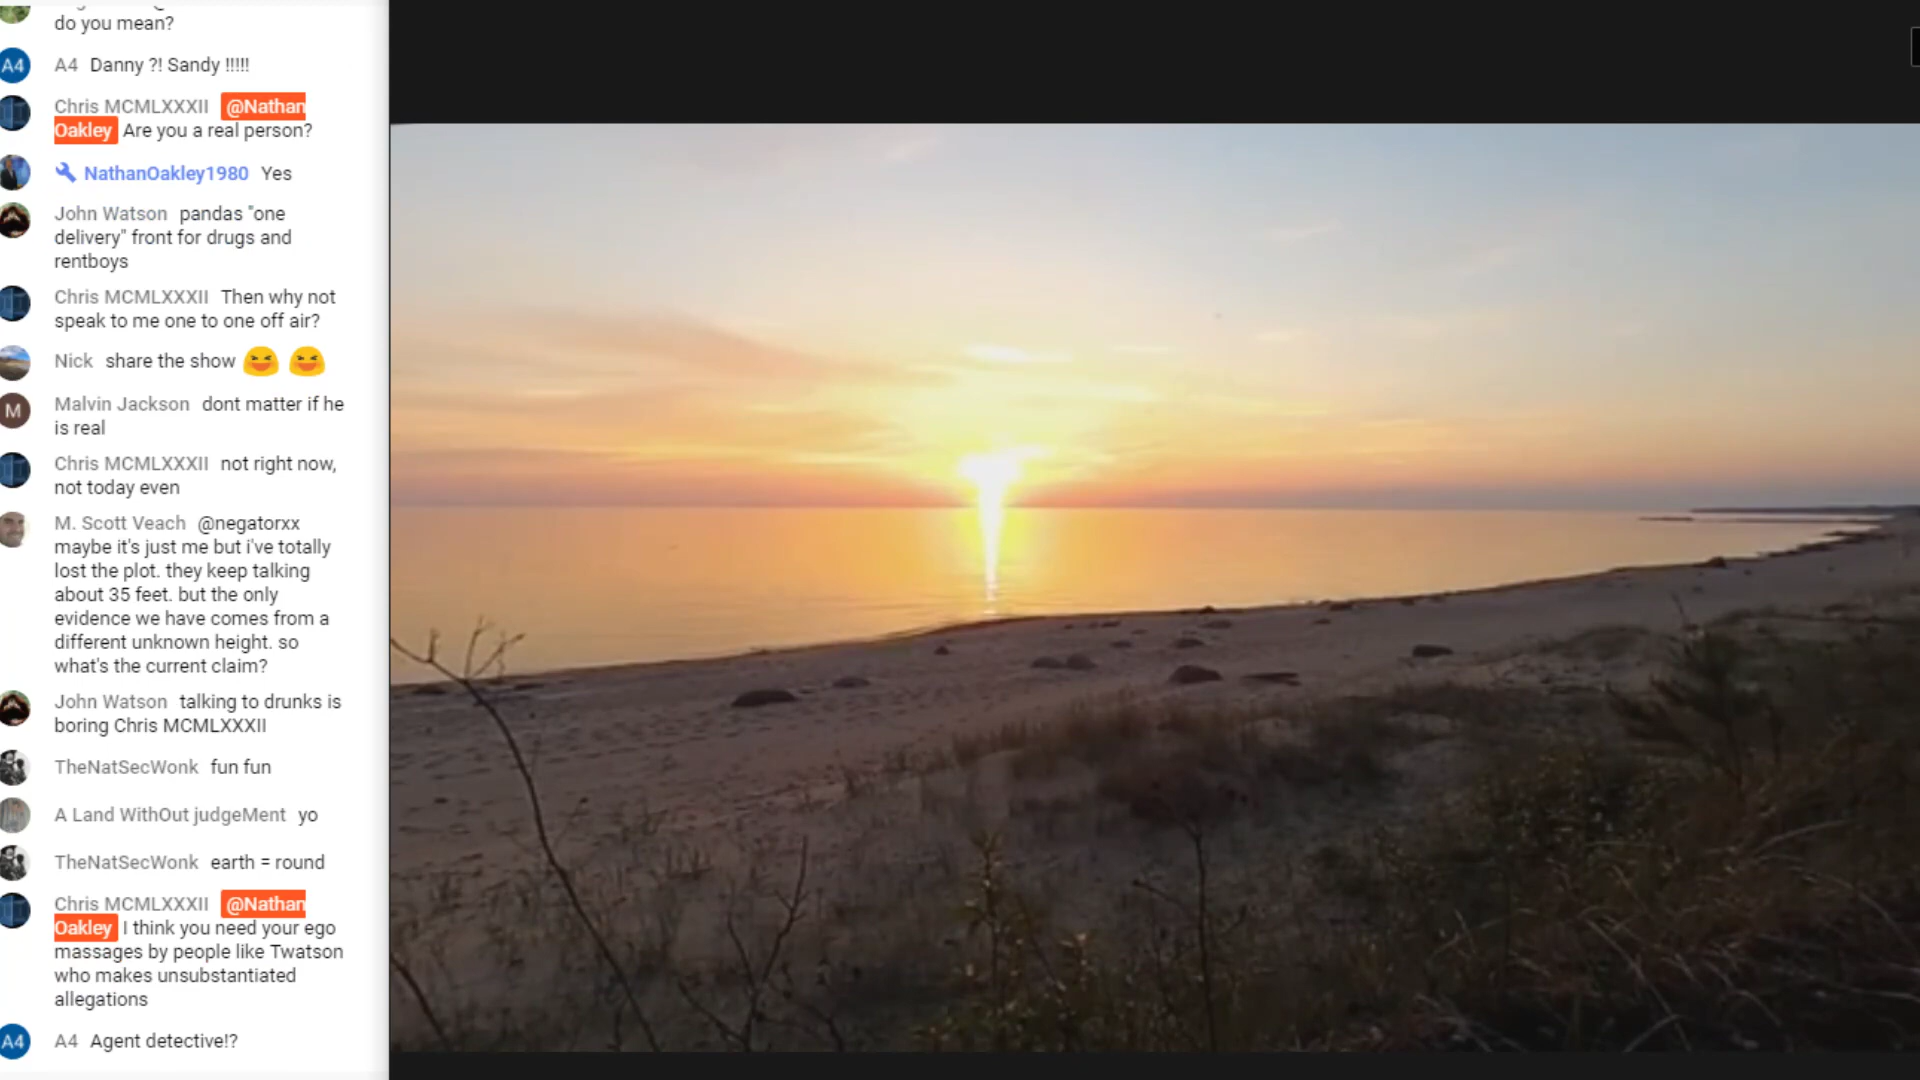 do you mean?
A4 A4 Danny ?! Sandy !!!!!
Chris MCMLXXXII @Nathan
Oakley Are you a real person?
NathanOakley1980 Yes
John Watson pandas "one
delivery" front for drugs and
rentboys
Chris MCMLXXXII Then why not
speak to me one to one off air?
Nick share the show
M Malvin Jackson dont matter if he
is real
Chris MCMLXXXII not right now,
not today even
M. Scott Veach @negatorxx
maybe it's just me but i've totally
lost the plot. they keep talking
about 35 feet. but the only
evidence we have comes from a
different unknown height. so
what's the current claim?
John Watson talking to drunks is
boring Chris MCMLXXXII
TheNatSecWonk fun fun
A Land WithOut judgeMent yo
TheNatSecWonk earth = round
Chris MCMLXXXII @Nathan
Oakley I think you need your ego
massages by people like Twatson
who makes unsubstantiated
allegations
A4 A4 Agent detective!?